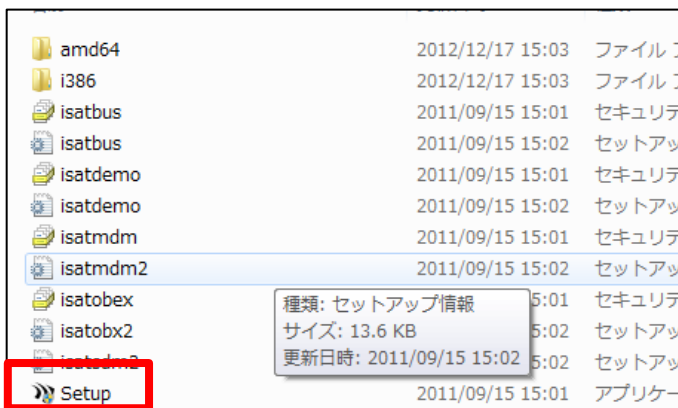 amd64 2012/12/17 15:03 ファイル
i386 2012/12/17 15:03 ファイル
isatbus 2011/09/15 15:01 セキュリテ
isatbus 2011/09/15 15:02 セットアッ
isatdemo 2011/09/15 15:01 セキュリテ
isatdemo 2011/09/15 15:02 セットアッ
isatmdm 2011/09/15 15:01 セキュリテ
isatmdm2 2011/09/15 15:02 セットアッ
isatobex 5:01 セキュリテ
種類: セットアップ情報
isatobx2 5:02 セットアッ
サイズ: 13.6 KB
更新日時: 2011/09/15 15:02
5:02 セットアッ
Setup 2011/09/15 15:01 アプリケー